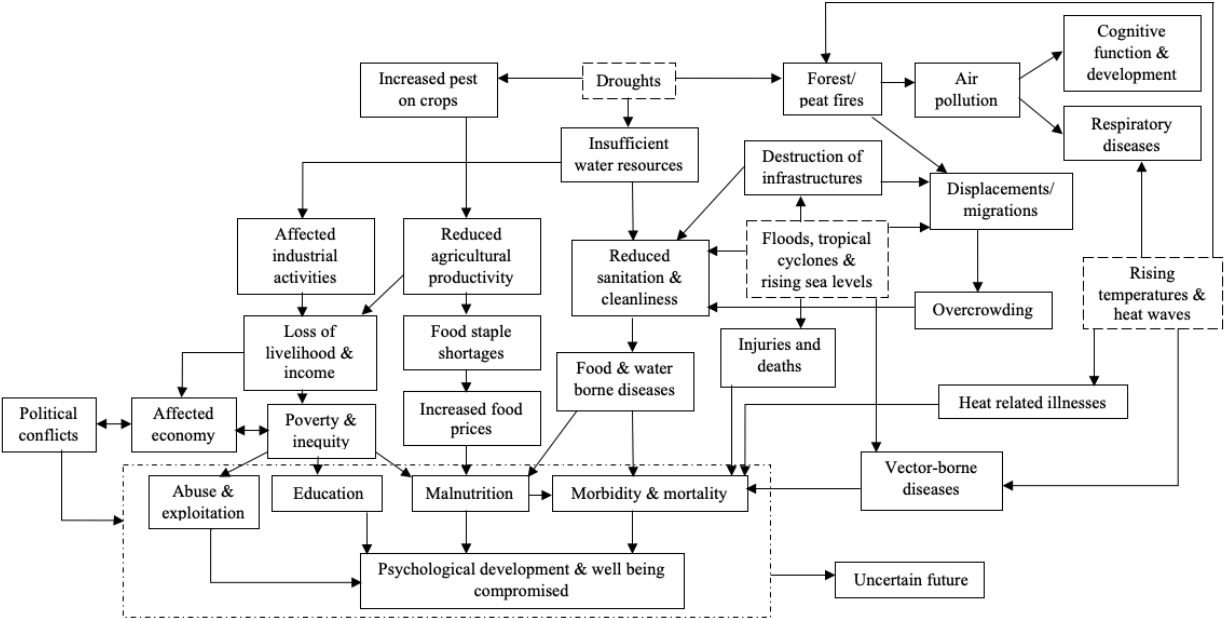 Cognitive
function &
development
Increased pest
on crops
Droughts
Forest/
peat fires
Air
pollution
Respiratory
diseases
Insufficient
water resources
Destruction of
infrastructures
Displacements/
migrations
Affected
industrial
activities
Reduced
agricultural
productivity
Reduced
sanitation &
cleanliness
Floods, tropical
cyclones &
rising sea levels
Rising
temperatures &
heat waves
Overcrowding
Loss of
livelihood &
income
Food staple
shortages
Injuries and
deaths
Food & water
borne diseases
Heat related illnesses
Political
conflicts
Affected
economy
Poverty &
inequity
Increased food
prices
Vector-borne
diseases
Abuse &
exploitation
Education
Malnutrition
Morbidity & mortality
Psychological development & well being
compromised
Uncertain future